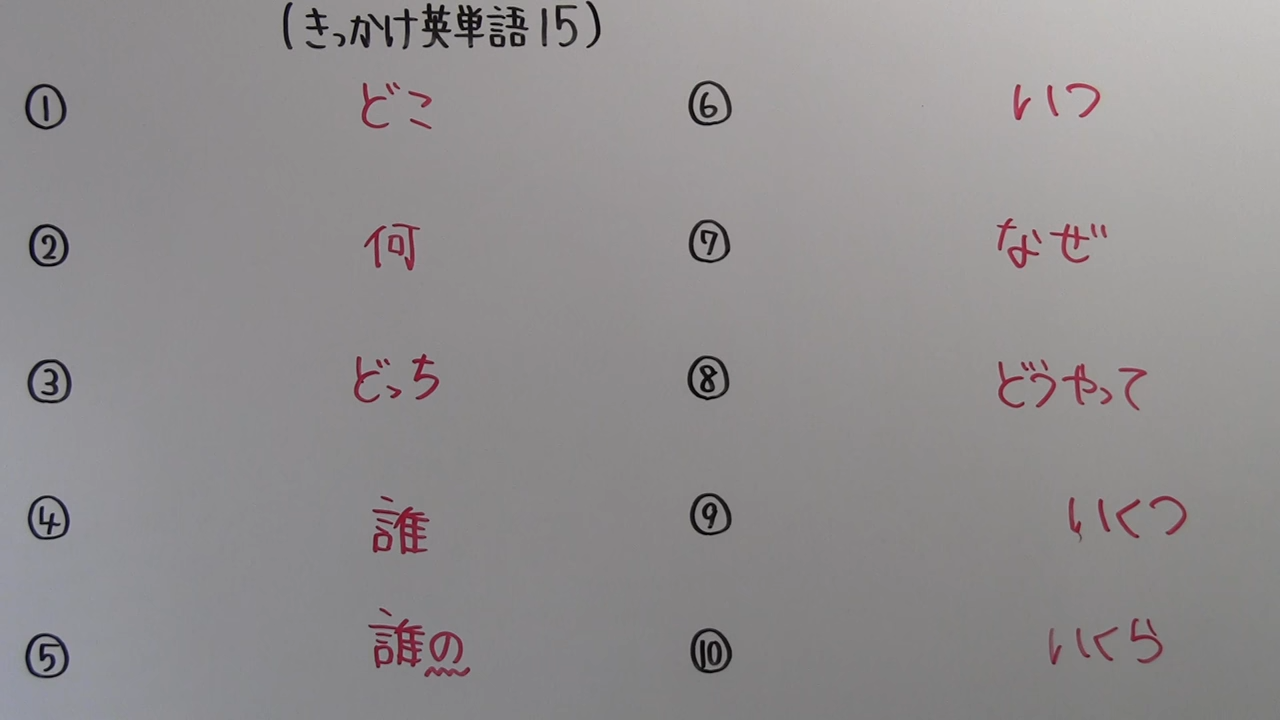 (きっかけ英単語15)
① どこ
② 何
③ どっち
④ 誰
⑤ 誰の
⑥ いつ
⑦ なぜ
⑧ どうやって
⑨ いくつ
⑩ いくら